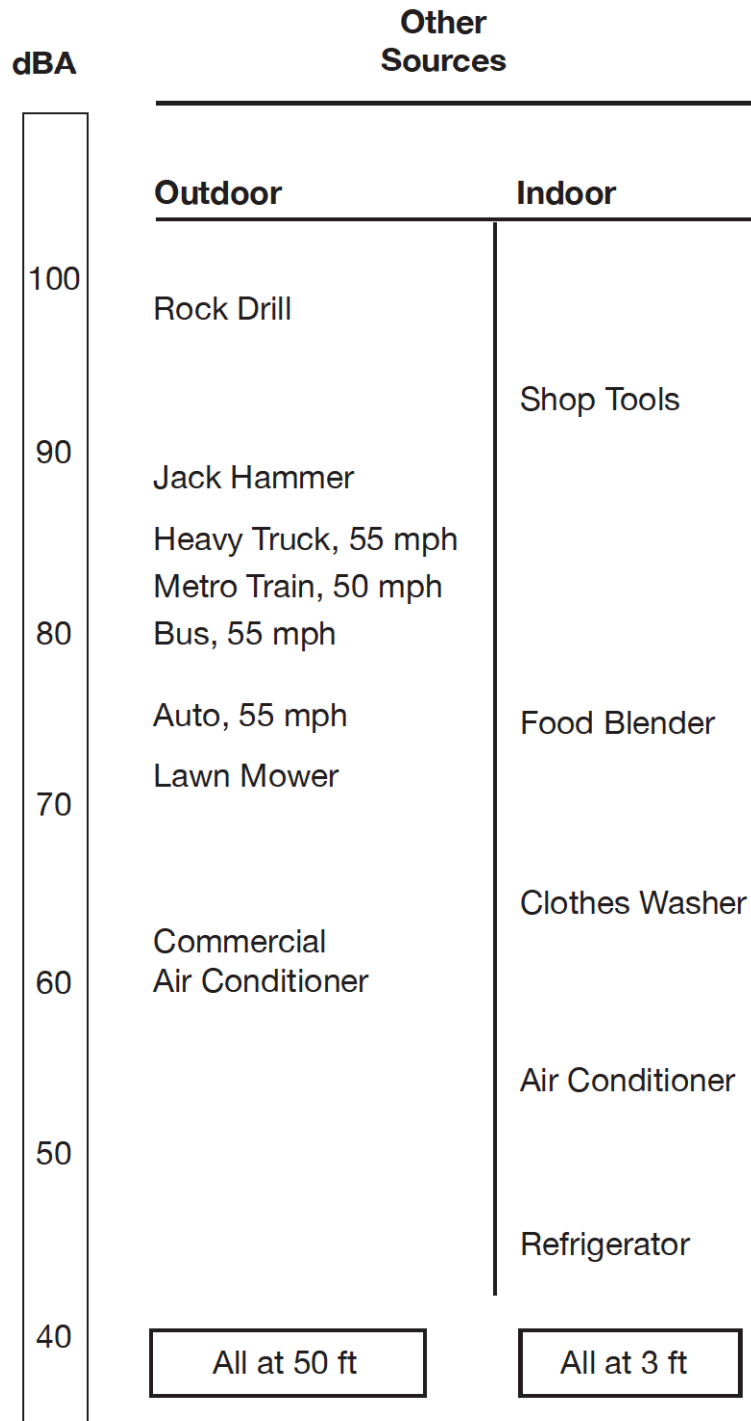 Other
Sources
dBA
Outdoor
Indoor
100
Rock Drill
Shop Tools
90
Jack Hammer
Heavy Truck, 55 mph
Metro Train, 50 mph
80
Bus, 55 mph
Auto, 55 mph
Food Blender
Lawn Mower
70
Clothes Washer
Commercial
Air Conditioner
60
Air Conditioner
50
Refrigerator
40
All at 50 ft
All at 3 ft